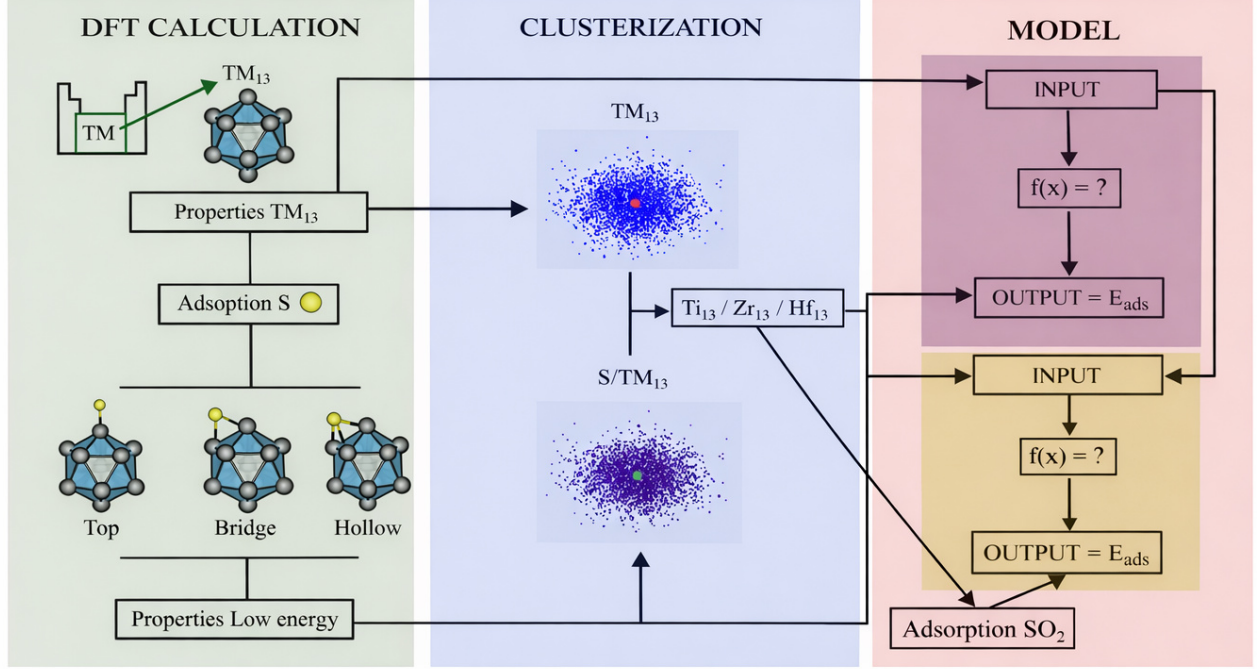 DFT CALCULATION
TM₁₃
TM
Properties TM₁₃
Adsoption S
Top
Bridge
Hollow
Properties Low energy
CLUSTERIZATION
TM₁₃
Ti₁₃ / Zr₁₃ / Hf₁₃
S/TM₁₃
MODEL
INPUT
f(x) = ?
OUTPUT = Eₐdₛ
INPUT
f(x) = ?
OUTPUT = Eₐdₛ
Adsorption SO₂